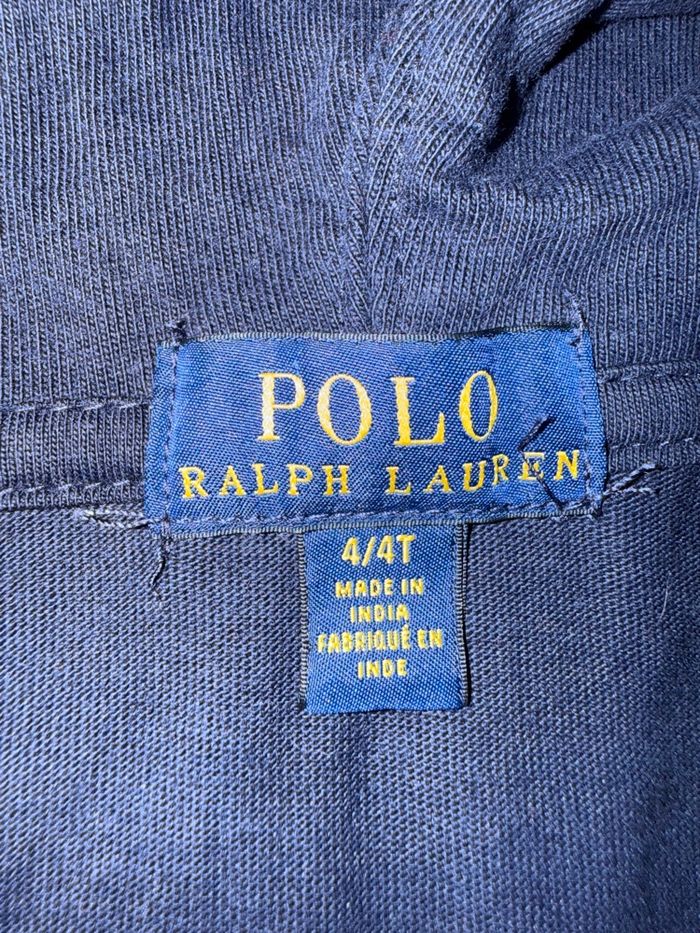 POLO
RALPH LAUREN
4/4T
MADE IN
INDIA
FABRIQUÉ EN
INDE